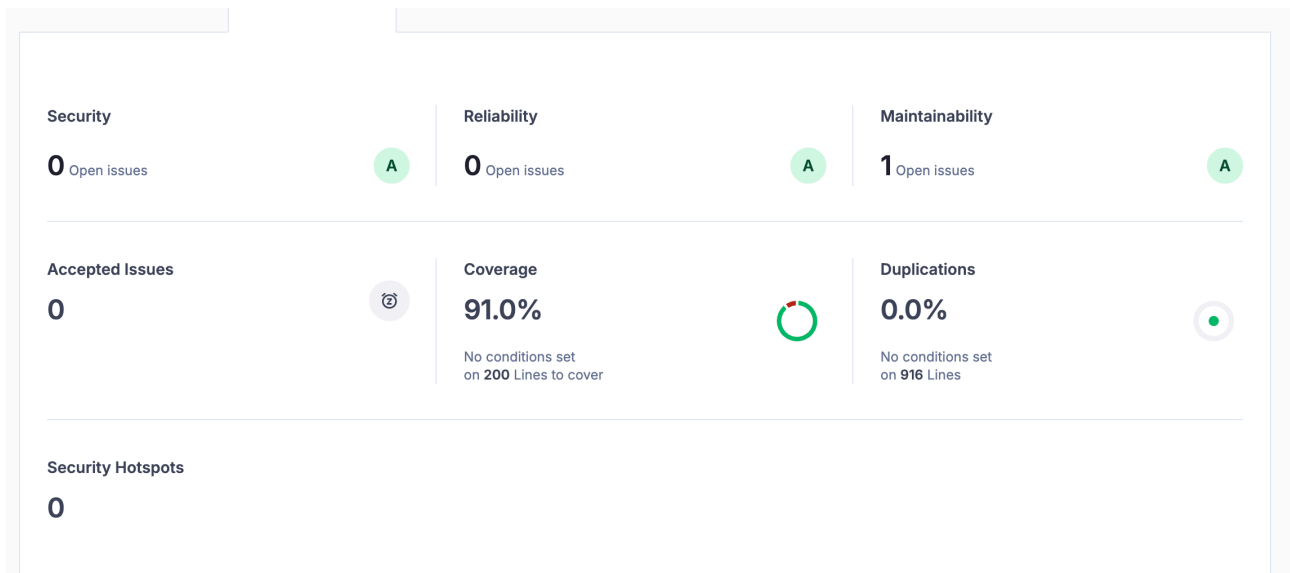 Security
Reliability
Maintainability
0 Open issues
A
0 Open issues
A
1 Open issues
A
Accepted Issues
0
Coverage
91.0%
No conditions set
on 200 Lines to cover
Duplications
0.0%
No conditions set
on 916 Lines
Security Hotspots
0